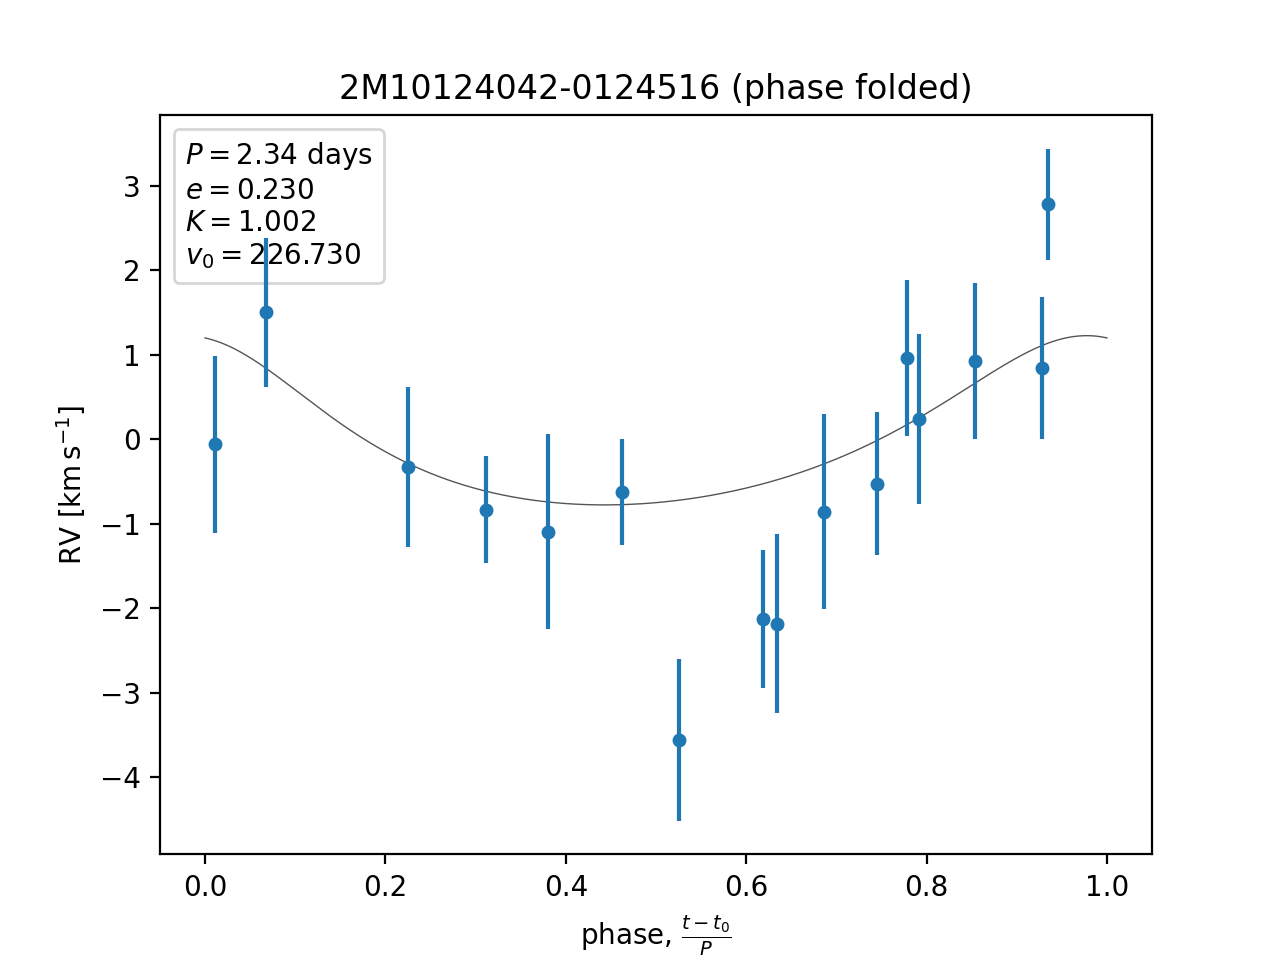 2M10124042-0124516 (phase folded)
P = 2.34 days
e = 0.230
K = 1.002
v₀ = 226.730
3
2
1
0
−1
−2
−3
−4
RV [km s⁻¹]
0.0 0.2 0.4 0.6 0.8 1.0
phase, (t − t₀)/P